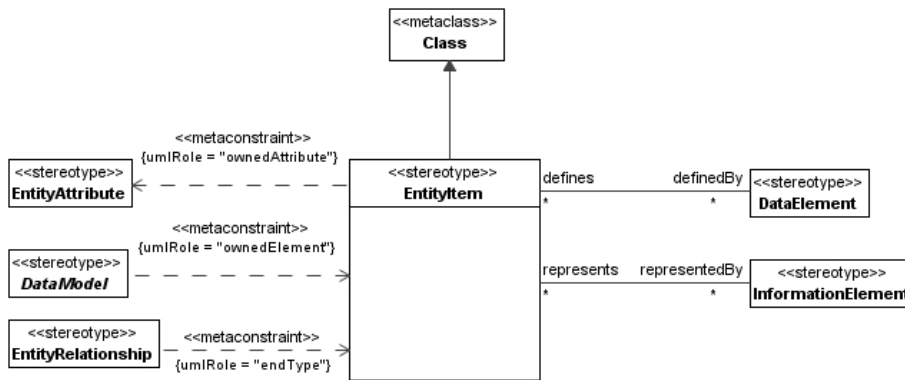 <<metaclass>>
Class
<<metaconstraint>>
{umlRole = "ownedAttribute"}
<<stereotype>>
EntityAttribute
<<stereotype>>
EntityItem
defines
definedBy
*
*
<<stereotype>>
DataElement
<<metaconstraint>>
{umlRole = "ownedElement"}
<<stereotype>>
DataModel
represents
representedBy
*
*
<<stereotype>>
InformationElement
<<stereotype>>
EntityRelationship
<<metaconstraint>>
{umlRole = "endType"}